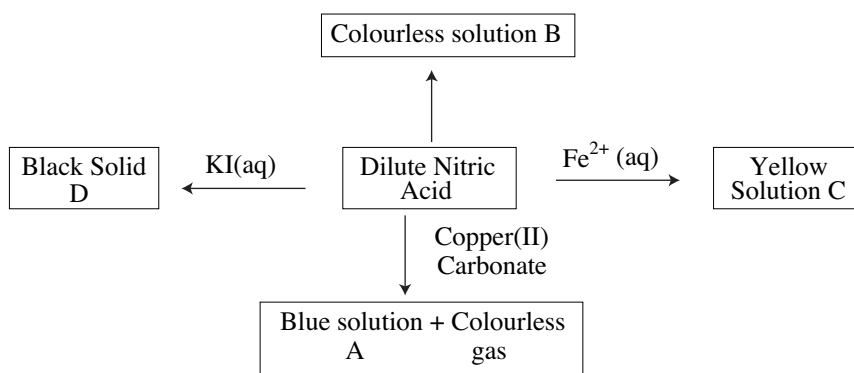 Colourless solution B
Black Solid
D
KI(aq)
Dilute Nitric
Acid
Fe²⁺ (aq)
Yellow
Solution C
Copper(II)
Carbonate
Blue solution + Colourless
A gas